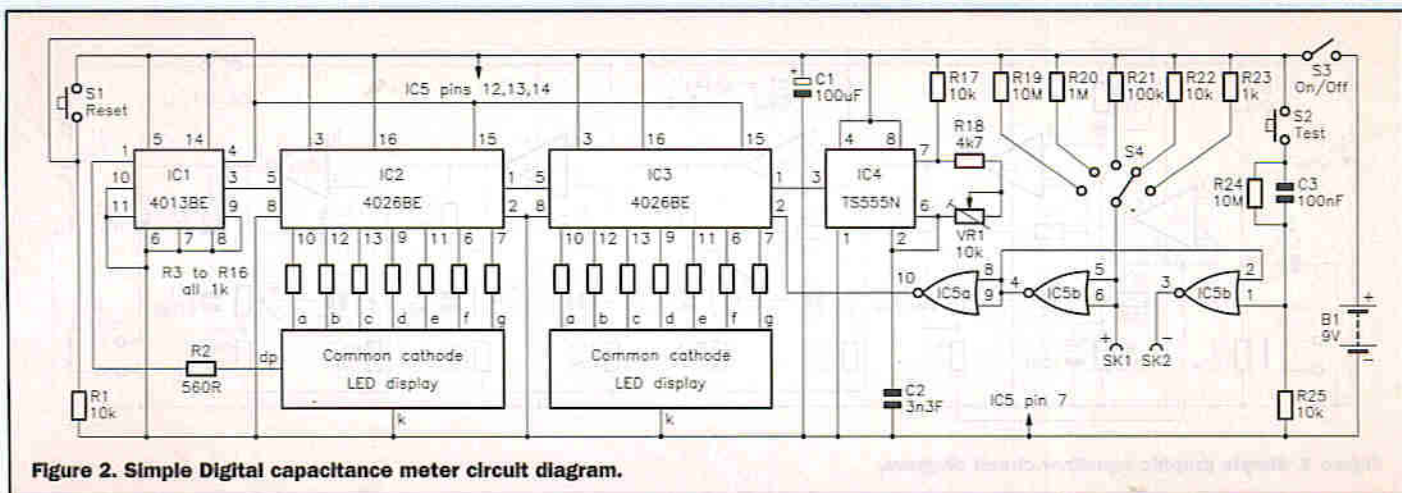 S1
Reset
IC5 pins 12,13,14
C1
100uF
R17
10k
R19
10M
R20
1M
R21
100k
R22
10k
R23
1k
S3
On/Off
S2
Test
5
14
3
16
15
3
16
15
4
8
R18
4k7
S4
1
10
11
IC1
4013BE
4
3
9
6
7
8
5
8
IC2
4026BE
1
2
5
8
IC3
4026BE
1
2
3
IC4
TS555N
7
6
1
2
VR1
10k
R24
10M
C3
100nF
10
12
13
9
11
6
7
10
12
13
9
11
6
7
R3 to R16
all 1k
10
IC5a
8
9
4
IC5b
5
6
3
IC5b
2
1
a
b
c
d
e
f
g
a
b
c
d
e
f
g
+
SK1
-
SK2
B1
9V
+
-
R2
560R
dp
Common cathode
LED display
k
Common cathode
LED display
k
R1
10k
+
C2
3n3F
IC5 pin 7
R25
10k
Figure 2. Simple Digital capacitance meter circuit diagram.